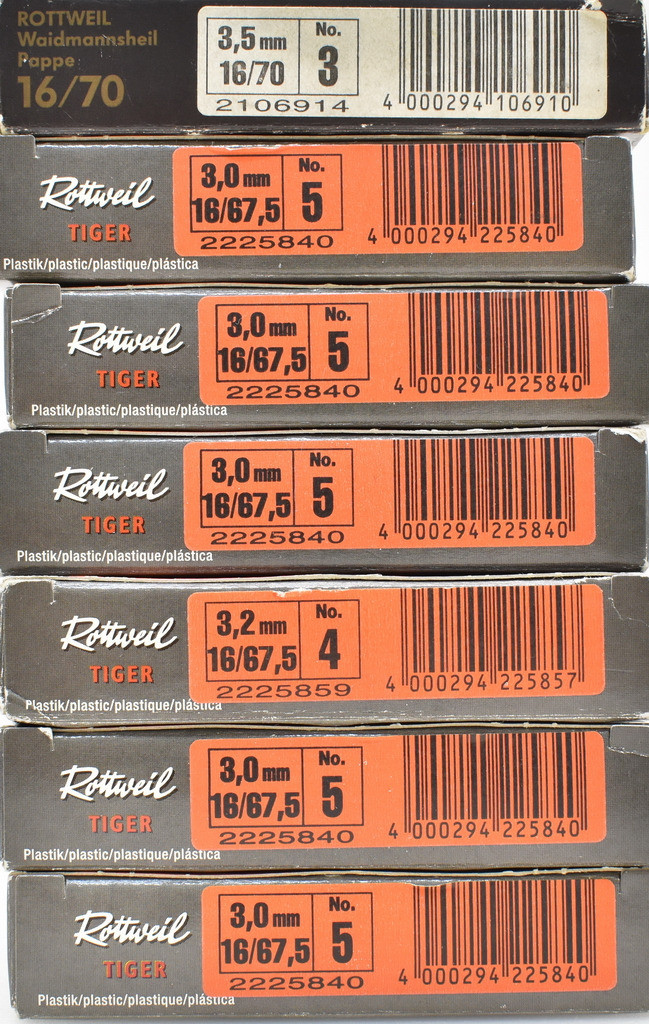 ROTTWEIL
Waidmannsheil
Pappe
16/70
3,5 mm
16/70
No.
3
2106914
4 000294 106910
Rottweil
TIGER
Plastik/plastic/plastique/plástica
3,0 mm
16/67,5
No.
5
2225840
4 000294 225840
Rottweil
TIGER
Plastik/plastic/plastique/plástica
3,0 mm
16/67,5
No.
5
2225840
4 000294 225840
Rottweil
TIGER
Plastik/plastic/plastique/plástica
3,0 mm
16/67,5
No.
5
2225840
4 000294 225840
Rottweil
TIGER
Plastik/plastic/plastique/plástica
3,2 mm
16/67,5
No.
4
2225859
4 000294 225857
Rottweil
TIGER
Plastik/plastic/plastique/plástica
3,0 mm
16/67,5
No.
5
2225840
4 000294 225840
Rottweil
TIGER
Plastik/plastic/plastique/plástica
3,0 mm
16/67,5
No.
5
2225840
4 000294 225840